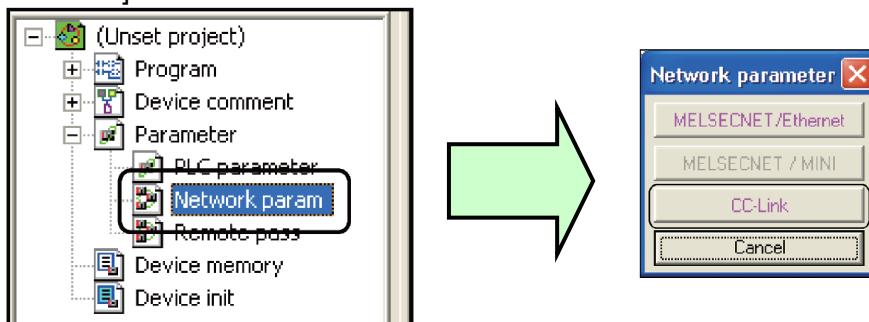 ]
(Unset project)
Program
Device comment
Parameter
PLC parameter
Network param
Remote pass
Device memory
Device init
Network parameter
MELSECNET/Ethernet
MELSECNET / MINI
CC-Link
Cancel